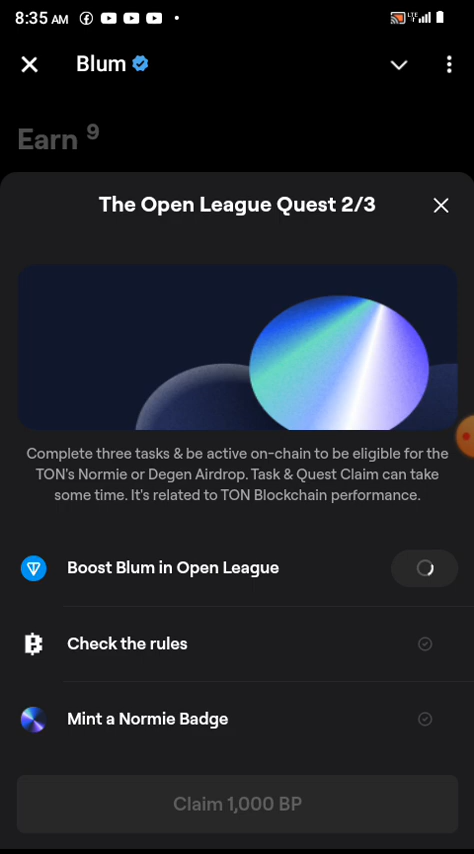 8:35 AM
LTE
Blum
Earn 9
The Open League Quest 2/3
Complete three tasks & be active on-chain to be eligible for the
TON's Normie or Degen Airdrop. Task & Quest Claim can take
some time. It's related to TON Blockchain performance.
Boost Blum in Open League
Check the rules
Mint a Normie Badge
Claim 1,000 BP